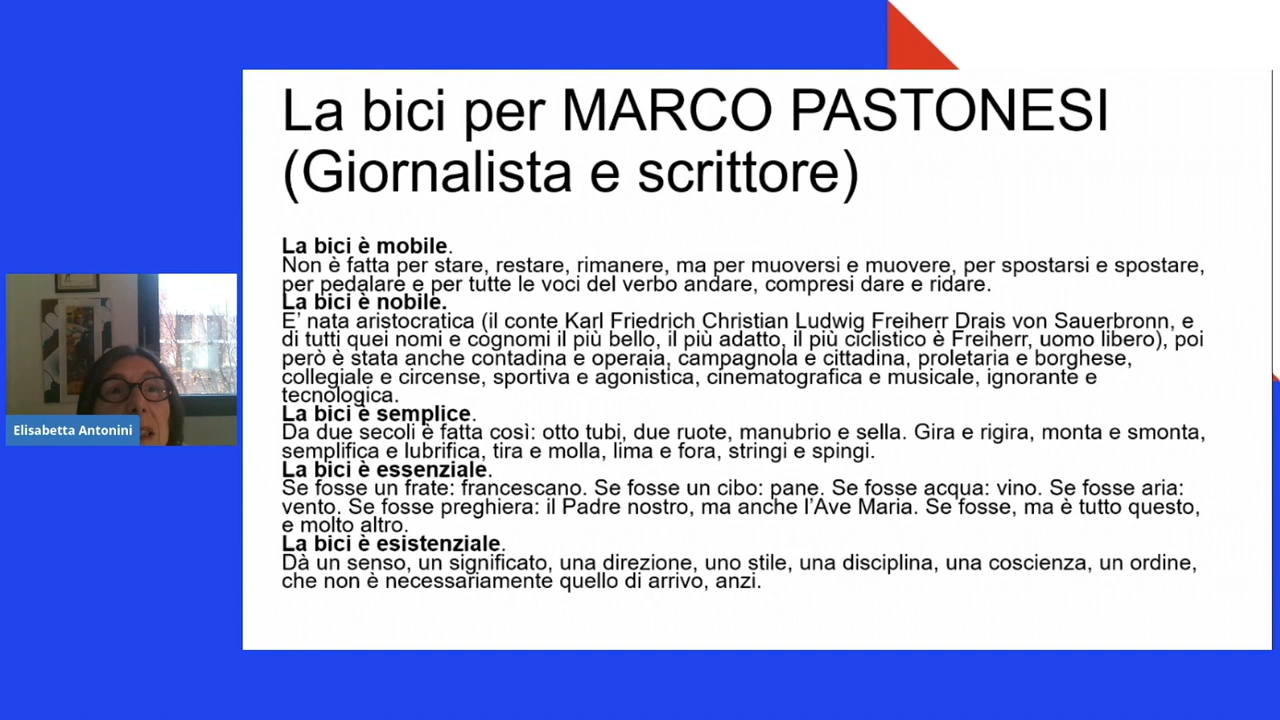 La bici per MARCO PASTONESI
(Giornalista e scrittore)
La bici è mobile.
Non è fatta per stare, restare, rimanere, ma per muoversi e muovere, per spostarsi e spostare,
per pedalare e per tutte le voci del verbo andare, compresi dare e ridare.
La bici è nobile.
E’ nata aristocratica (il conte Karl Friedrich Christian Ludwig Freiherr Drais von Sauerbronn, e
di tutti quei nomi e cognomi il più bello, il più adatto, il più ciclistico è Freiherr, uomo libero), poi
però è stata anche contadina e operaia, campagnola e cittadina, proletaria e borghese,
collegiale e circense, sportiva e agonistica, cinematografica e musicale, ignorante e
tecnologica.
La bici è semplice.
Da due secoli è fatta così: otto tubi, due ruote, manubrio e sella. Gira e rigira, monta e smonta,
semplifica e lubrifica, tira e molla, lima e fora, stringi e spingi.
La bici è essenziale.
Se fosse un frate: francescano. Se fosse un cibo: pane. Se fosse acqua: vino. Se fosse aria:
vento. Se fosse preghiera: il Padre nostro, ma anche l’Ave Maria. Se fosse, ma è tutto questo,
e molto altro.
La bici è esistenziale.
Dà un senso, un significato, una direzione, uno stile, una disciplina, una coscienza, un ordine,
che non è necessariamente quello di arrivo, anzi.
Elisabetta Antonini